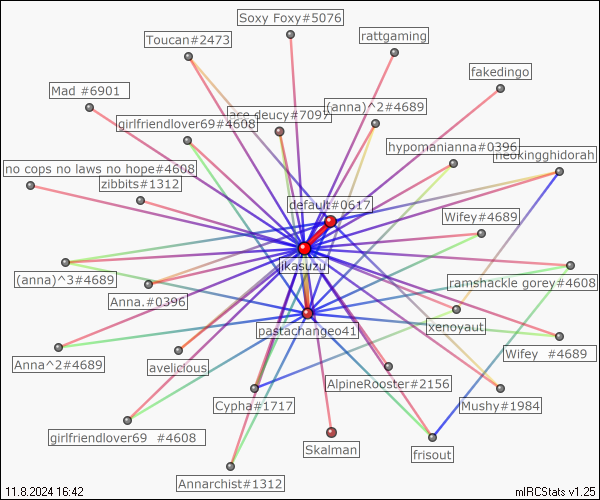 Soxy Foxy#5076
Toucan#2473
rattgaming
fakedingo
Mad #6901
ace deucy#7097
(anna)^2#4689
girlfriendlover69#4608
hypomanianna#0396
neokingghidorah
no cops no laws no hope#4608
zibbits#1312
default#0617
Wifey#4689
ikasuzu
(anna)^3#4689
Anna.#0396
ramshackle gorey#4608
pastachangeo41
xenoyaut
Anna^2#4689
avelicious
Wifey  #4689
AlpineRooster#2156
Cypha#1717
Mushy#1984
girlfriendlover69  #4608
Skalman
frisout
Annarchist#1312
11.8.2024 16:42
mIRCStats v1.25